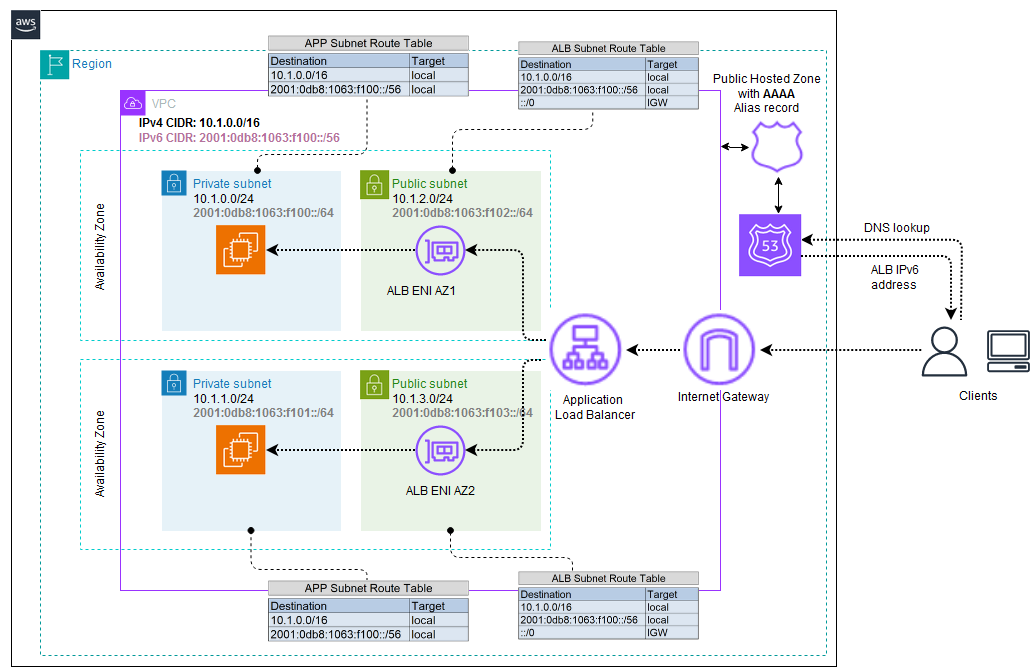 aws
Region
APP Subnet Route Table
Destination Target
10.1.0.0/16 local
2001:0db8:1063:f100::/56 local
ALB Subnet Route Table
Destination Target
10.1.0.0/16 local
2001:0db8:1063:f100::/56 local
::/0 IGW
Public Hosted Zone
with AAAA
Alias record
VPC
IPv4 CIDR: 10.1.0.0/16
IPv6 CIDR: 2001:0db8:1063:f100::/56
Availability Zone
Private subnet
10.1.0.0/24
2001:0db8:1063:f100::/64
Public subnet
10.1.2.0/24
2001:0db8:1063:f102::/64
ALB ENI AZ1
53
DNS lookup
ALB IPv6
address
Availability Zone
Private subnet
10.1.1.0/24
2001:0db8:1063:f101::/64
Public subnet
10.1.3.0/24
2001:0db8:1063:f103::/64
ALB ENI AZ2
Application
Load Balancer
Internet Gateway
Clients
APP Subnet Route Table
Destination Target
10.1.0.0/16 local
2001:0db8:1063:f100::/56 local
ALB Subnet Route Table
Destination Target
10.1.0.0/16 local
2001:0db8:1063:f100::/56 local
::/0 IGW